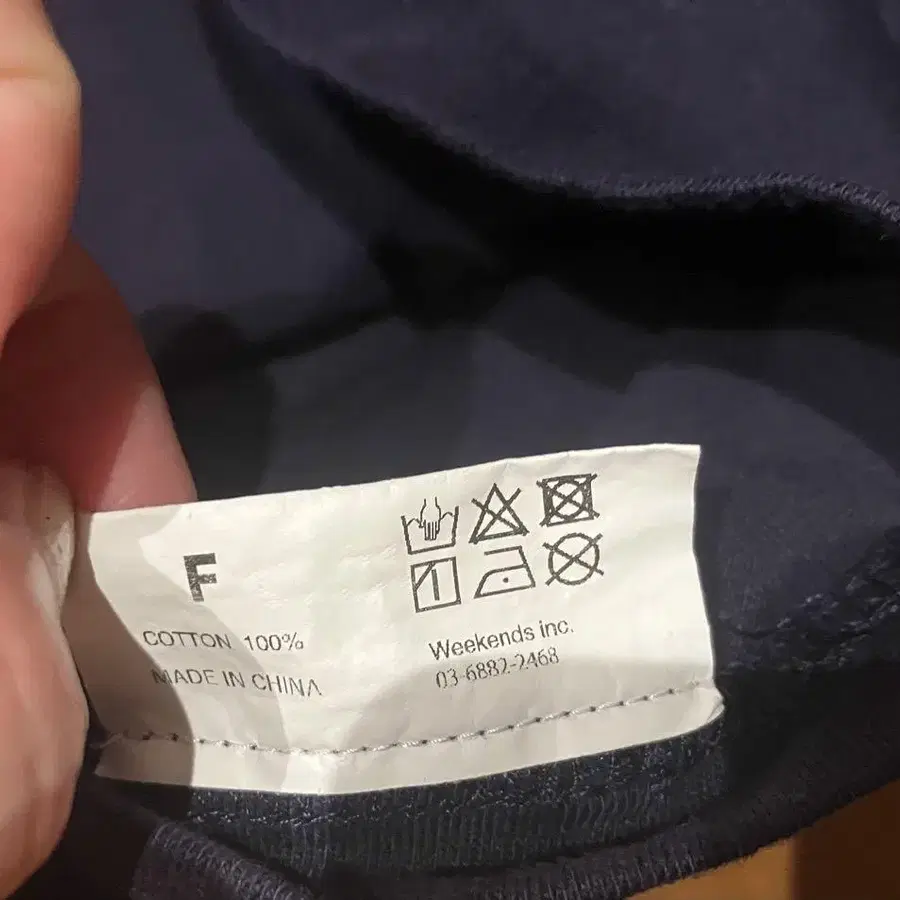 F
COTTON 100%
MADE IN CHINA
Weekends inc.
03-6882-2468